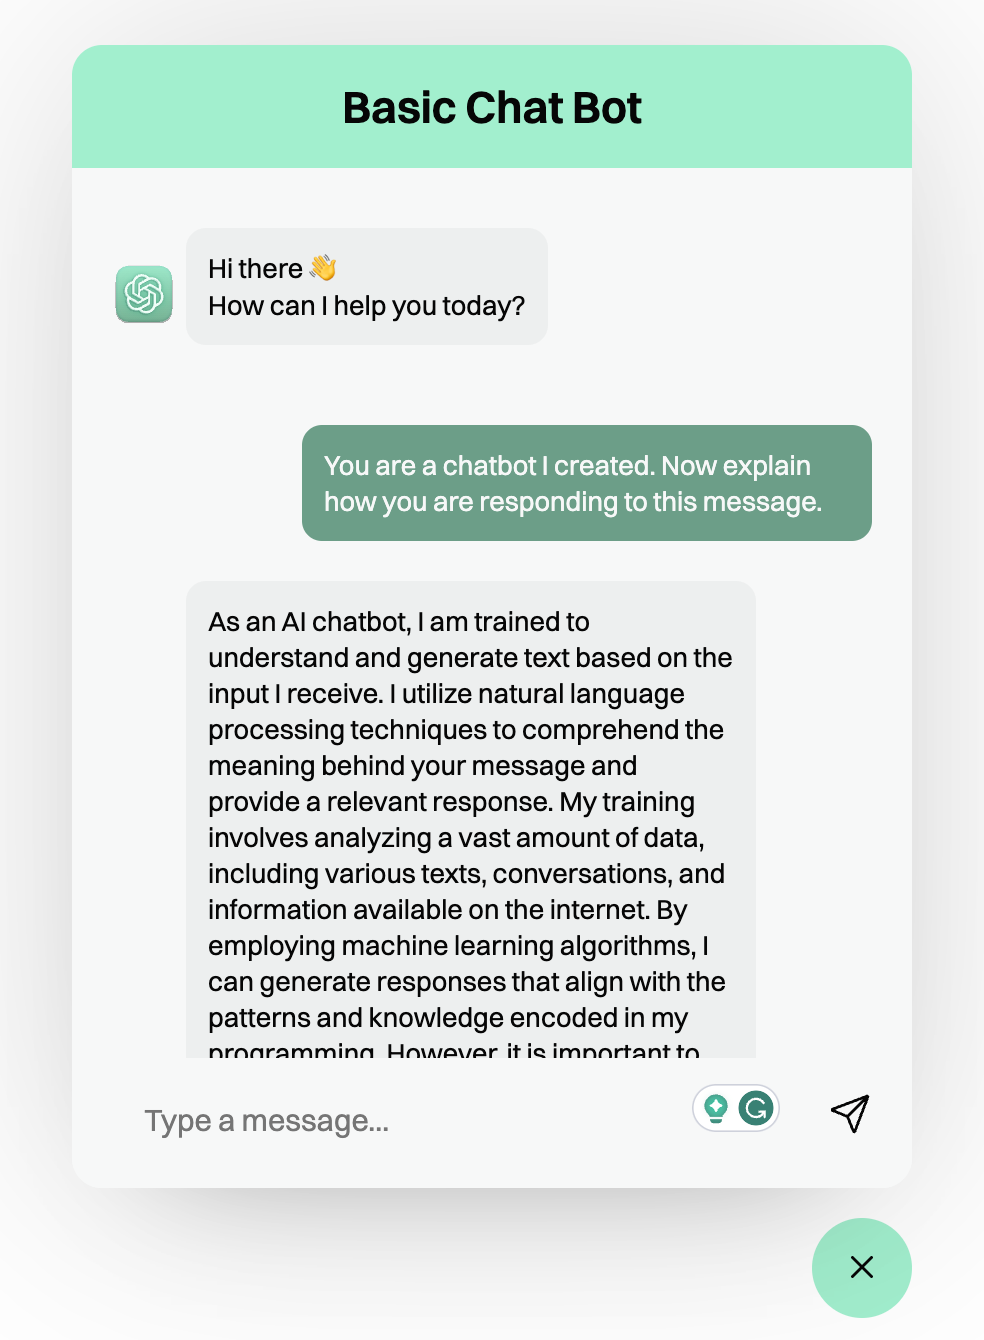 Basic Chat Bot
Hi there 👋
How can I help you today?
You are a chatbot I created. Now explain
how you are responding to this message.
As an AI chatbot, I am trained to
understand and generate text based on the
input I receive. I utilize natural language
processing techniques to comprehend the
meaning behind your message and
provide a relevant response. My training
involves analyzing a vast amount of data,
including various texts, conversations, and
information available on the internet. By
employing machine learning algorithms, I
can generate responses that align with the
patterns and knowledge encoded in my
programming. However, it is important to
Type a message...